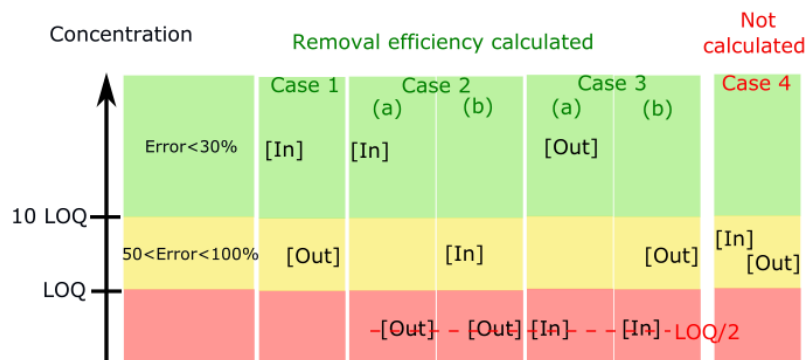 Concentration
Removal efficiency calculated
Not
calculated
Case 1
Case 2
Case 3
Case 4
(a)
(b)
(a)
(b)
Error<30%
[In]
[In]
[Out]
10 LOQ
50<Error<100%
[Out]
[In]
[Out]
[In]
[Out]
LOQ
[Out]
[Out]
[In]
[In]
LOQ/2